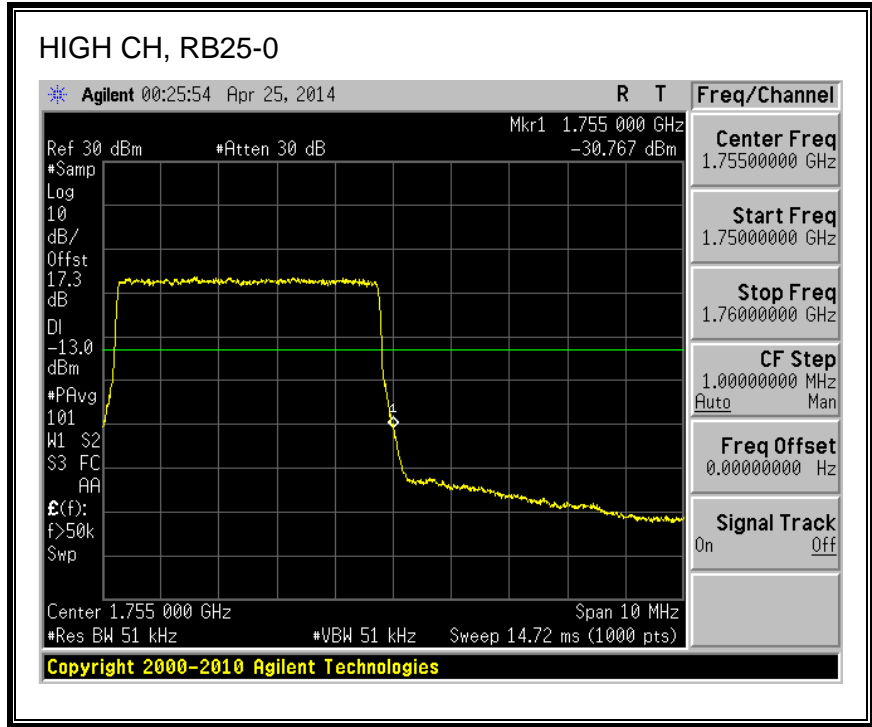 HIGH CH, RB25-0
Agilent 00:25:54 Apr 25, 2014 R T
Freq/Channel
Mkr1 1.755 000 GHz
Ref 30 dBm #Atten 30 dB -30.767 dBm
#Samp
Log
10
dB/
Offst
17.3
dB
DI
-13.0
dBm
#PAvg
101
W1 S2
S3 FC
AA
£(f):
f>50k
Swp
1
Center 1.755 000 GHz Span 10 MHz
#Res BW 51 kHz #VBW 51 kHz Sweep 14.72 ms (1000 pts)
Center Freq
1.75500000 GHz
Start Freq
1.75000000 GHz
Stop Freq
1.76000000 GHz
CF Step
1.00000000 MHz
Auto Man
Freq Offset
0.00000000 Hz
Signal Track
On Off
Copyright 2000-2010 Agilent Technologies